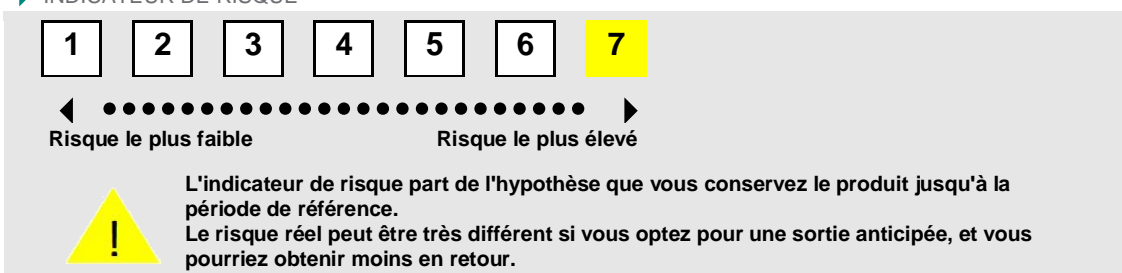 INDICATEUR DE RISQUE
1 2 3 4 5 6 7
Risque le plus faible Risque le plus élevé
L'indicateur de risque part de l'hypothèse que vous conservez le produit jusqu'à la
période de référence.
!
Le risque réel peut être très différent si vous optez pour une sortie anticipée, et vous
pourriez obtenir moins en retour.